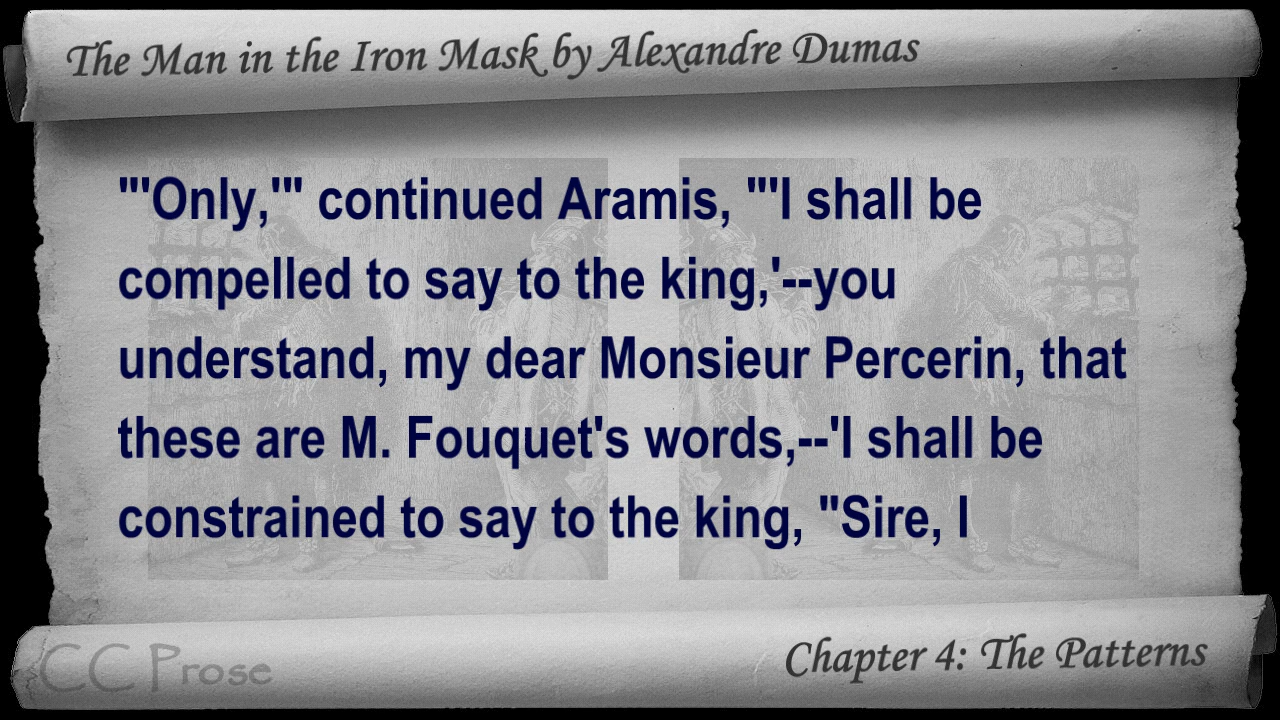 The Man in the Iron Mask by Alexandre Dumas
"'Only,'" continued Aramis, "'I shall be
compelled to say to the king,'--you
understand, my dear Monsieur Percerin, that
these are M. Fouquet's words,--'I shall be
constrained to say to the king, "Sire, I
CC Prose
Chapter 4: The Patterns